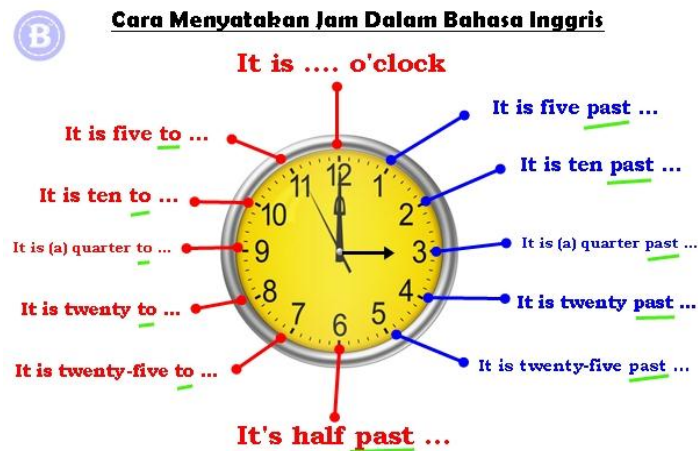 B
Cara Menyatakan Jam Dalam Bahasa Inggris
It is .... o'clock
It is five past ...
It is five to ...
It is ten past ...
It is ten to ...
It is (a) quarter past ...
It is (a) quarter to ...
It is twenty past ...
It is twenty to ...
It is twenty-five past ...
It is twenty-five to ...
It's half past ...
12
1
2
3
4
5
6
7
8
9
10
11